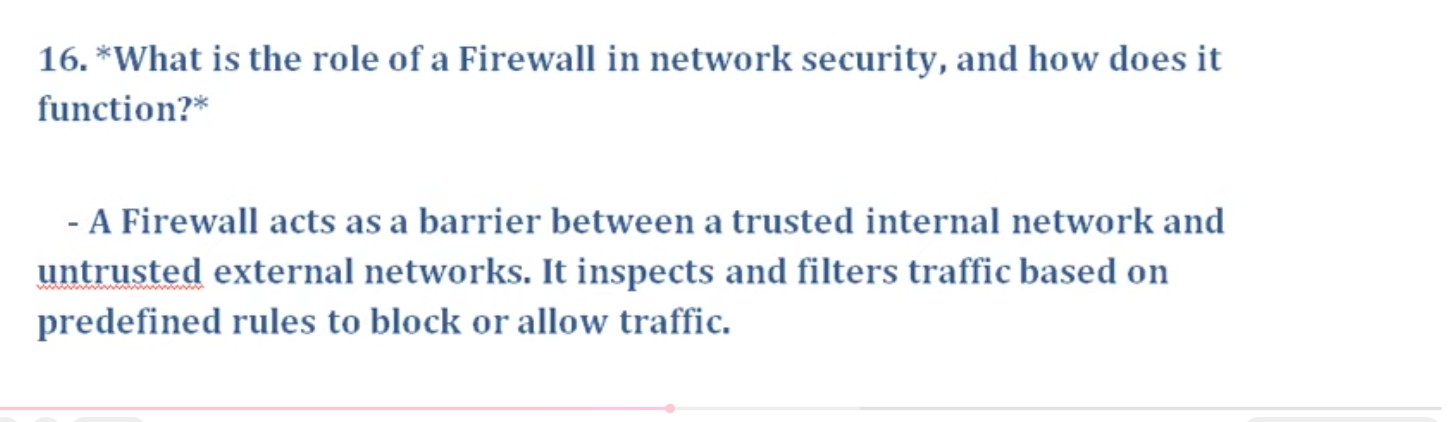 16. *What is the role of a Firewall in network security, and how does it
function?*
- A Firewall acts as a barrier between a trusted internal network and
untrusted external networks. It inspects and filters traffic based on
predefined rules to block or allow traffic.